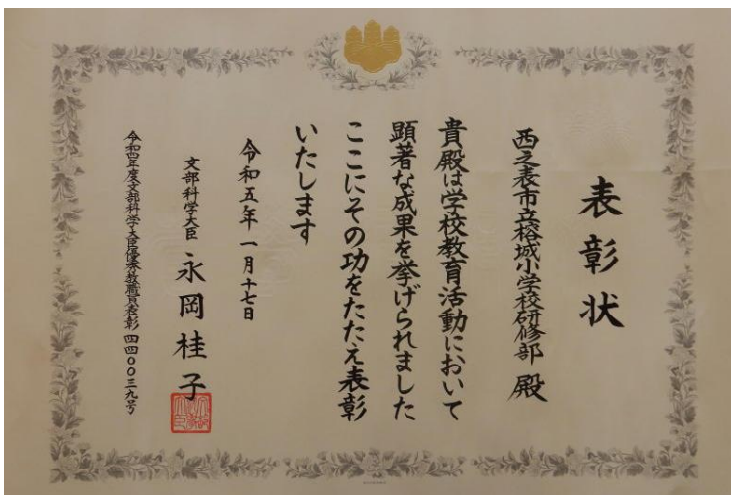 表彰状
西之表市立榕城小学校研修部 殿
貴殿は学校教育活動において
顕著な成果を挙げられました
ここにその功をたたえ表彰
いたします
令和五年一月十七日
文部科学大臣 永岡桂子
令和四年度文部科学大臣優秀教職員表彰 四四〇〇三九号